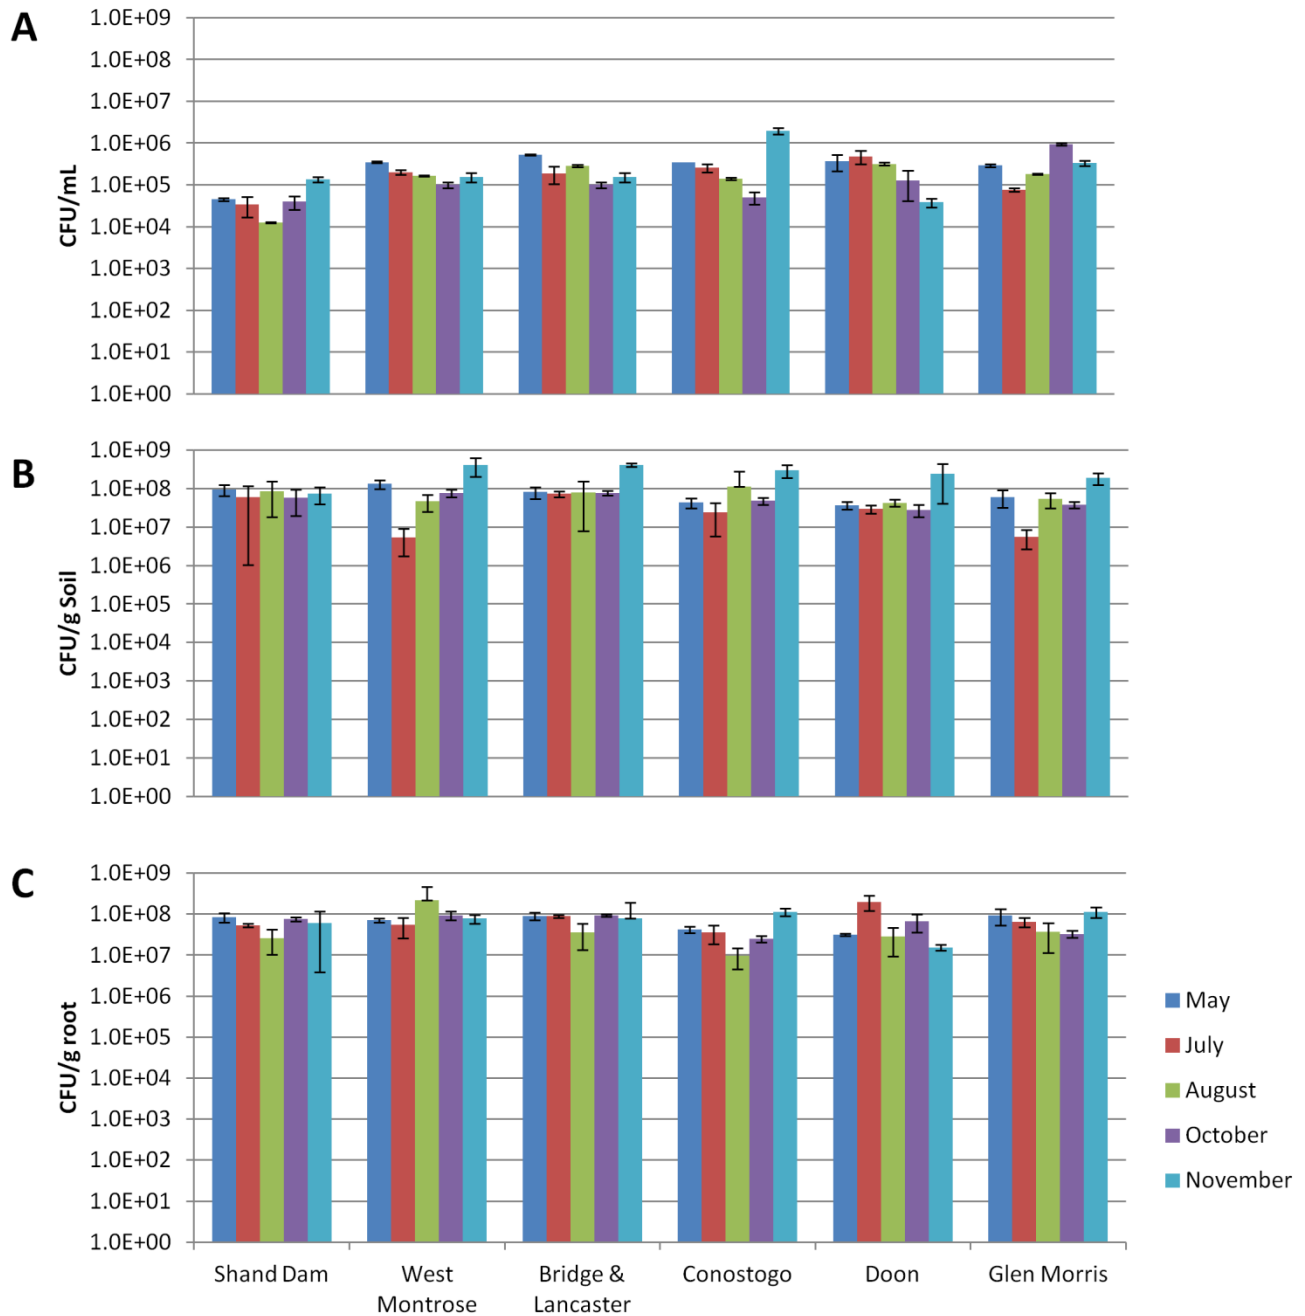 A
1.0E+09
1.0E+08
1.0E+07
1.0E+06
1.0E+05
1.0E+04
1.0E+03
1.0E+02
1.0E+01
1.0E+00
CFU/mL
B
1.0E+09
1.0E+08
1.0E+07
1.0E+06
1.0E+05
1.0E+04
1.0E+03
1.0E+02
1.0E+01
1.0E+00
CFU/g Soil
C
1.0E+09
1.0E+08
1.0E+07
1.0E+06
1.0E+05
1.0E+04
1.0E+03
1.0E+02
1.0E+01
1.0E+00
CFU/g root
Shand Dam
West
Montrose
Bridge &
Lancaster
Conostogo
Doon
Glen Morris
May
July
August
October
November